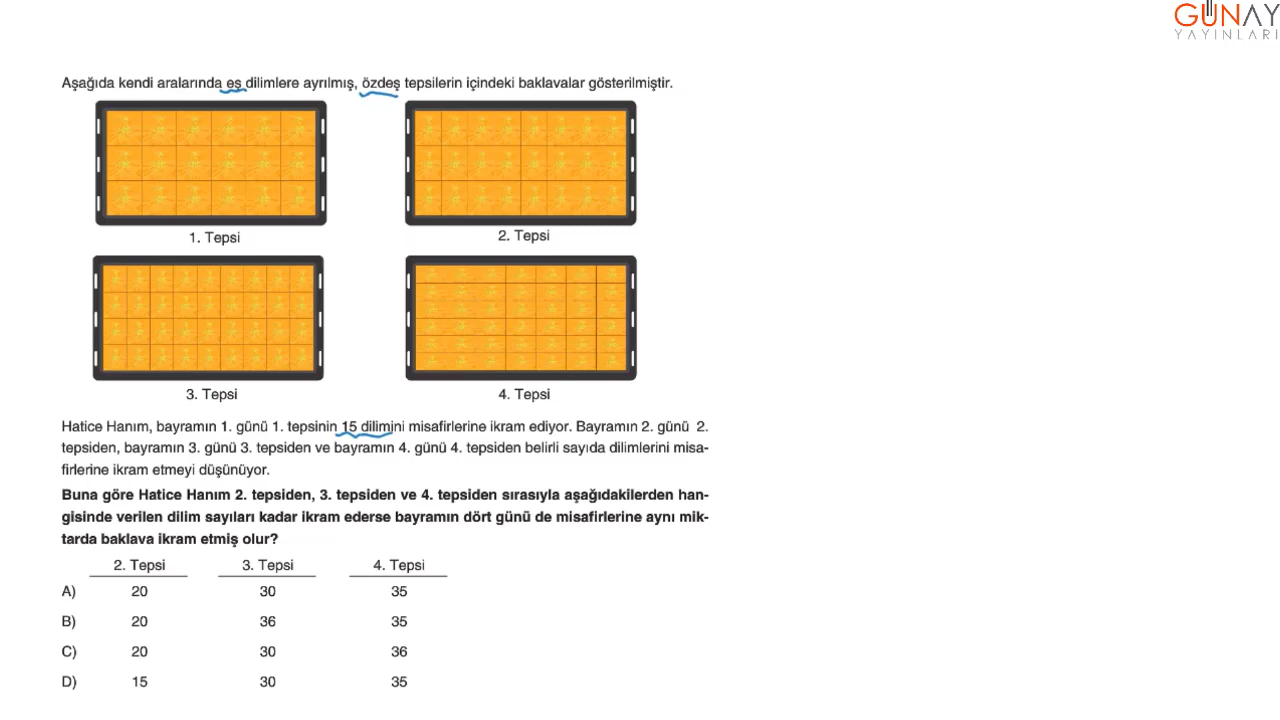 GÜNAY
YAYINLARI
Aşağıda kendi aralarında eş dilimlere ayrılmış, özdeş tepsilerin içindeki baklavalar gösterilmiştir.
1. Tepsi
2. Tepsi
3. Tepsi
4. Tepsi
Hatice Hanım, bayramın 1. günü 1. tepsinin 15 dilimini misafirlerine ikram ediyor. Bayramın 2. günü 2.
tepsiden, bayramın 3. günü 3. tepsiden ve bayramın 4. günü 4. tepsiden belirli sayıda dilimlerini misa-
firlerine ikram etmeyi düşünüyor.
Buna göre Hatice Hanım 2. tepsiden, 3. tepsiden ve 4. tepsiden sırasıyla aşağıdakilerden han-
gisinde verilen dilim sayıları kadar ikram ederse bayramın dört günü de misafirlerine aynı mik-
tarda baklava ikram etmiş olur?
2. Tepsi 3. Tepsi 4. Tepsi
A) 20 30 35
B) 20 36 35
C) 20 30 36
D) 15 30 35